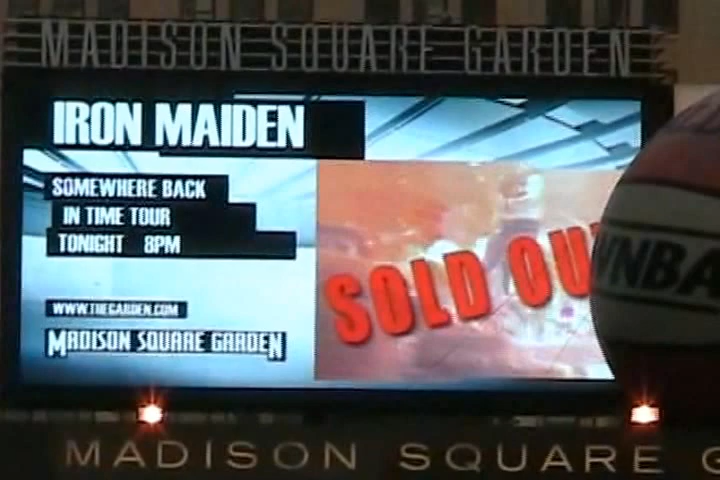 MADISON SQUARE GARDEN
IRON MAIDEN
SOMEWHERE BACK
IN TIME TOUR
TONIGHT 8PM
SOLD OU
WNBA
WWW.THEGARDEN.COM
MADISON SQUARE GARDEN
MADISON SQUARE G